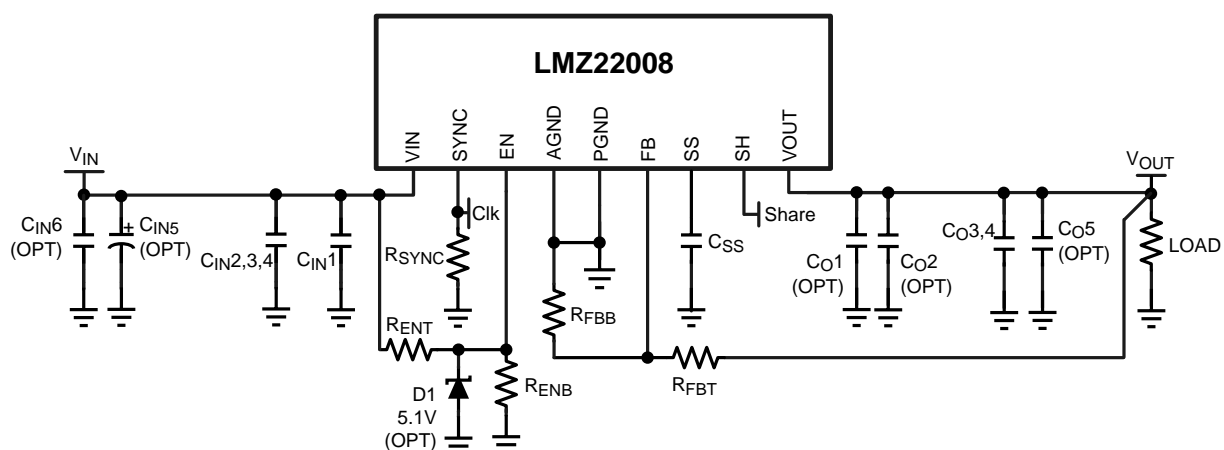 LMZ22008
VIN
SYNC
EN
AGND
PGND
FB
SS
SH
VOUT
VIN
VOUT
Clk
Share
CIN6
(OPT)
CIN5
(OPT)
+
CIN2,3,4
CIN1
RSYNC
CSS
CO1
(OPT)
CO2
(OPT)
CO3,4
CO5
(OPT)
LOAD
RENT
RFBB
D1
5.1V
(OPT)
RENB
RFBT